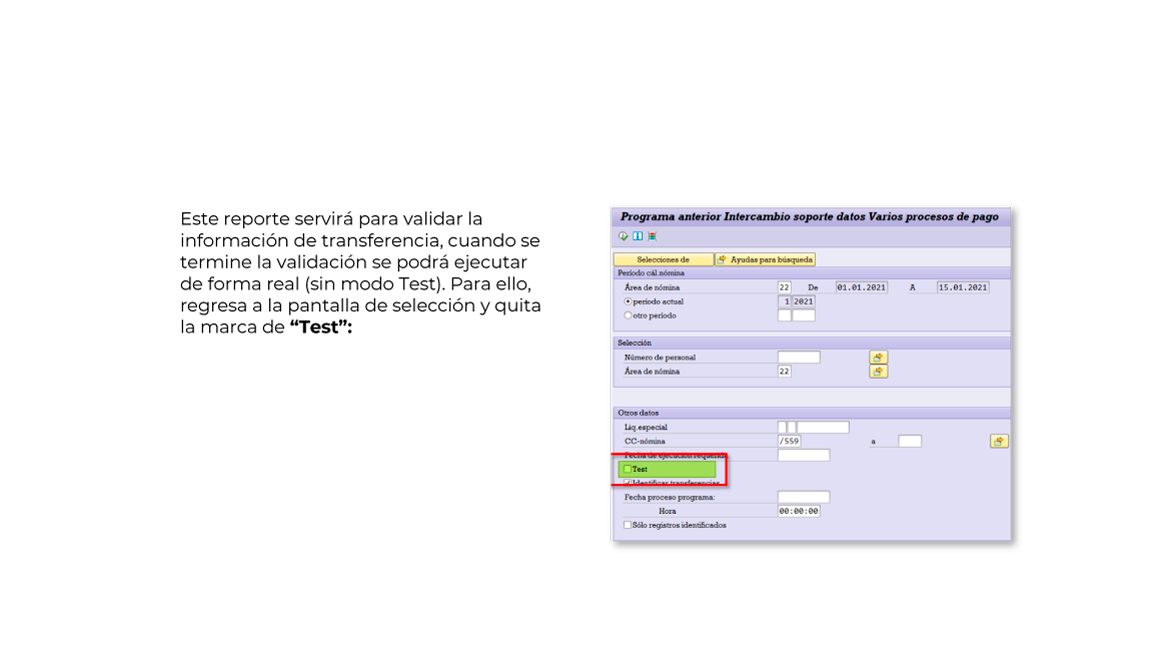 Este reporte servirá para validar la
información de transferencia, cuando se
termine la validación se podrá ejecutar
de forma real (sin modo Test). Para ello,
regresa a la pantalla de selección y quita
la marca de “Test”:
Programa anterior Intercambio soporte datos Varios procesos de pago
Selecciones de Ayudas para búsqueda
Período cál.nómina
Área de nómina 22 De 01.01.2021 A 15.01.2021
período actual 1 2021
otro período
Selección
Número de personal
Área de nómina 22
Otros datos
Liq.especial
CC-nómina /559 a
Fecha de ejecución requerida
Test
Identificar transferencias
Fecha proceso programa:
Hora 00:00:00
Sólo registros identificados